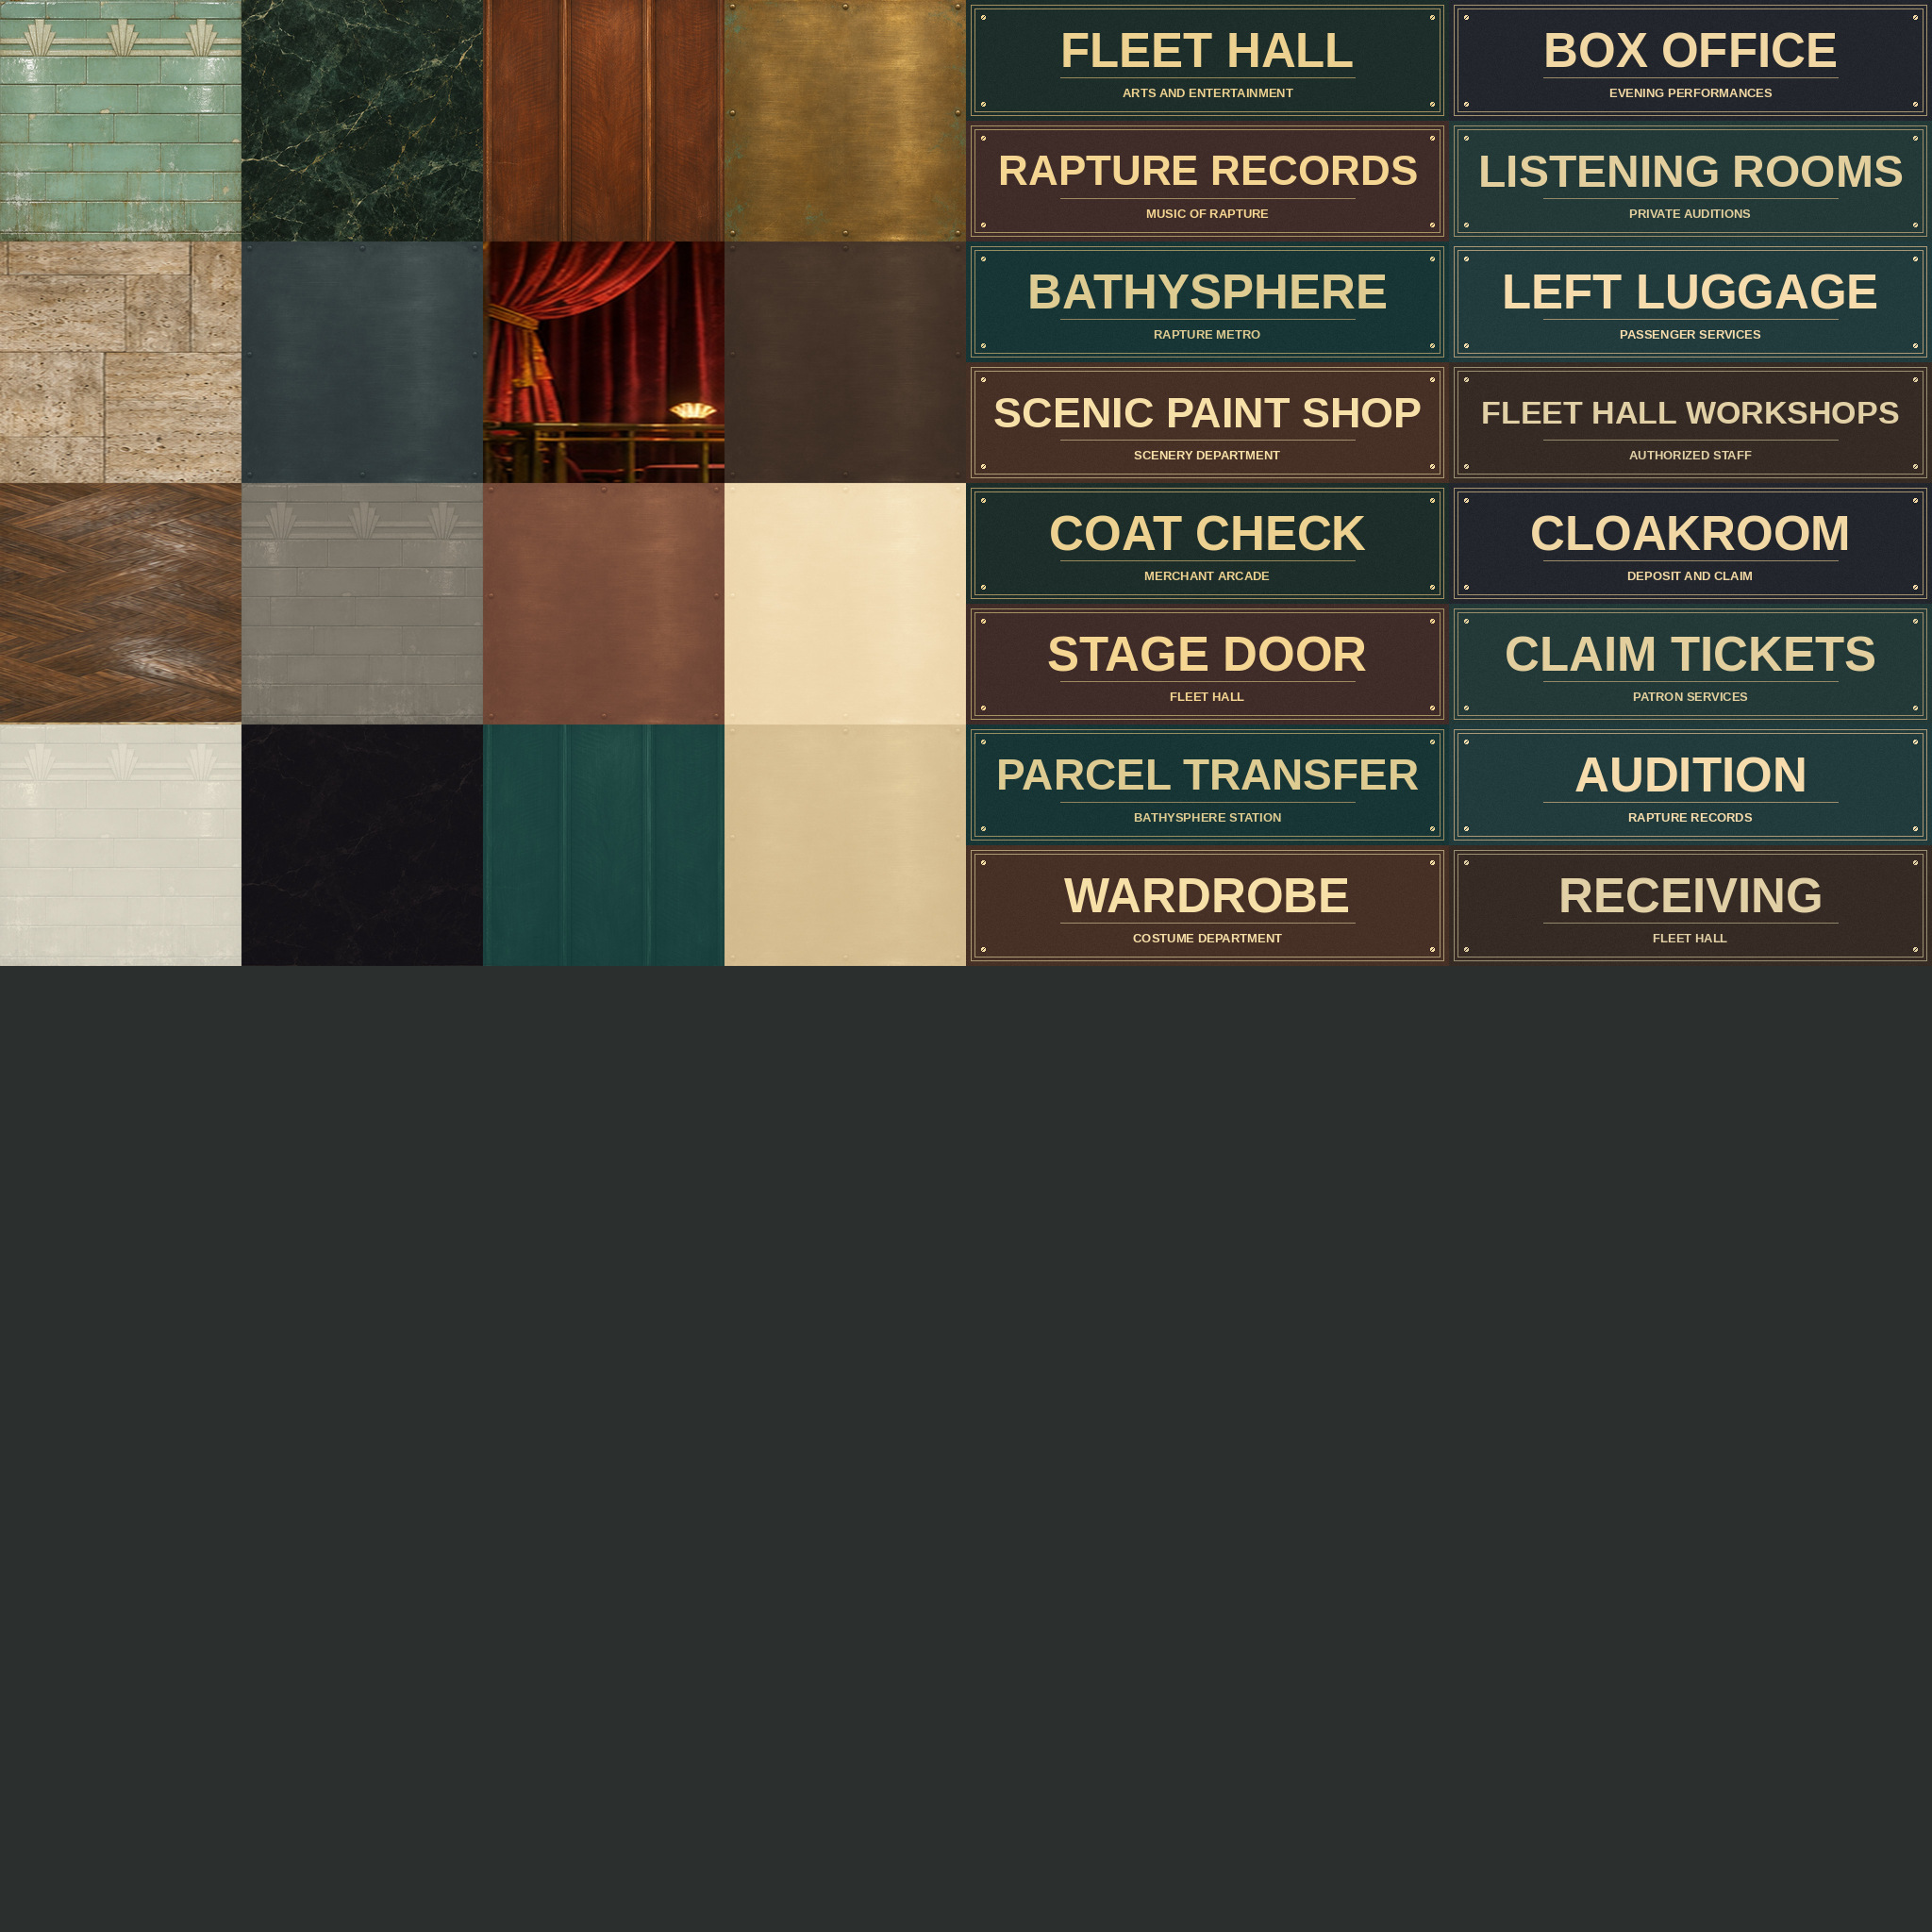 FLEET HALL
ARTS AND ENTERTAINMENT
BOX OFFICE
EVENING PERFORMANCES
RAPTURE RECORDS
MUSIC OF RAPTURE
LISTENING ROOMS
PRIVATE AUDITIONS
BATHYSPHERE
RAPTURE METRO
LEFT LUGGAGE
PASSENGER SERVICES
SCENIC PAINT SHOP
SCENERY DEPARTMENT
FLEET HALL WORKSHOPS
AUTHORIZED STAFF
COAT CHECK
MERCHANT ARCADE
CLOAKROOM
DEPOSIT AND CLAIM
STAGE DOOR
FLEET HALL
CLAIM TICKETS
PATRON SERVICES
PARCEL TRANSFER
BATHYSPHERE STATION
AUDITION
RAPTURE RECORDS
WARDROBE
COSTUME DEPARTMENT
RECEIVING
FLEET HALL